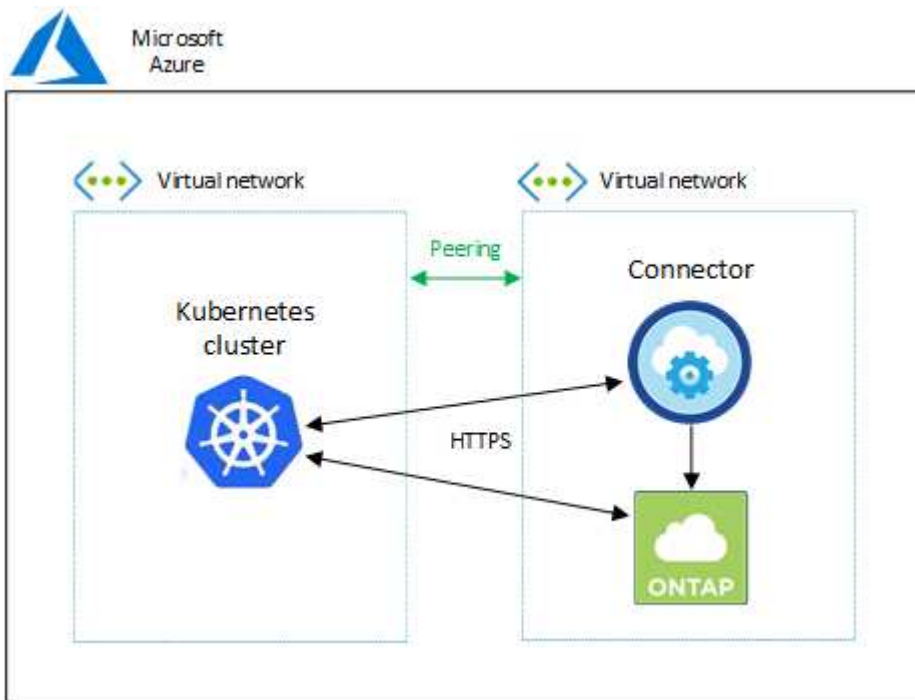 Microsoft
Azure
Virtual network
Virtual network
Peering
Connector
Kubernetes
cluster
HTTPS
ONTAP